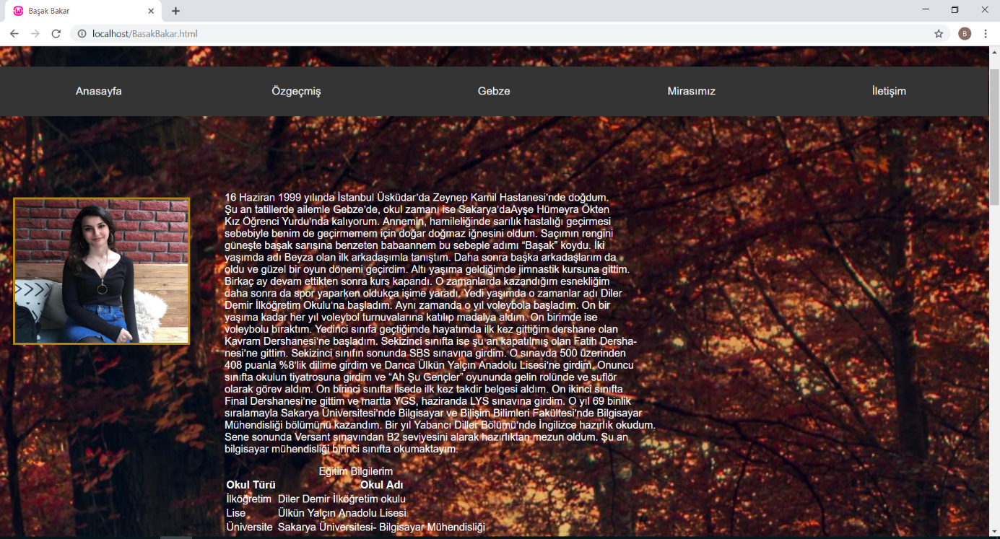 Başak Bakar
localhost/BasakBakar.html
B
Anasayfa
Özgeçmiş
Gebze
Mirasımız
İletişim
16 Haziran 1999 yılında İstanbul Üsküdar’da Zeynep Kamil Hastanesi’nde doğdum.
Şu an tatillerde ailemle Gebze’de, okul zamanı ise Sakarya’daAyşe Hümeyra Ökten
Kız Öğrenci Yurdu’nda kalıyorum. Annemin, hamileliğinde sarılık hastalığı geçirmesi
sebebiyle benim de geçirmemem için doğar doğmaz iğnesini oldum. Saçımın rengini
güneşte başak sarısına benzeten babaannem bu sebeple adımı “Başak” koydu. İki
yaşımda adı Beyza olan ilk arkadaşımla tanıştım. Daha sonra başka arkadaşlarım da
oldu ve güzel bir oyun dönemi geçirdim. Altı yaşıma geldiğimde jimnastik kursuna gittim.
Birkaç ay devam ettikten sonra kurs kapandı. O zamanlarda kazandığım esnekliğim
daha sonra da spor yaparken oldukça işime yaradı. Yedi yaşımda o zamanlar adı Diler
Demir İlköğretim Okulu’na başladım. Aynı zamanda o yıl voleybola başladım. On bir
yaşıma kadar her yıl voleybol turnuvalarına katılıp madalya aldım. On birimde ise
voleybolu bıraktım. Yedinci sınıfa geçtiğimde hayatımda ilk kez gittiğim dershane olan
Kavram Dershanesi’ne başladım. Sekizinci sınıfta ise şu an kapatılmış olan Fatih Dersha-
nesi’ne gittim. Sekizinci sınıfın sonunda SBS sınavına girdim. O sınavda 500 üzerinden
408 puanla %8’lik dilime girdim ve Darıca Ülkün Yalçın Anadolu Lisesi’ne girdim. Onuncu
sınıfta okulun tiyatrosuna girdim ve “Ah Şu Gençler” oyununda gelin rolünde ve suflör
olarak görev aldım. On birinci sınıfta lisede ilk kez takdir belgesi aldım. On ikinci sınıfta
Final Dershanesi’ne gittim ve martta YGS, haziranda LYS sınavına girdim. O yıl 69 binlik
sıralamayla Sakarya Üniversitesi’nde Bilgisayar ve Bilişim Bilimleri Fakültesi’nde Bilgisayar
Mühendisliği bölümünü kazandım. Bir yıl Yabancı Diller Bölümü’nde İngilizce hazırlık okudum.
Sene sonunda Versant sınavından B2 seviyesini alarak hazırlıktan mezun oldum. Şu an
bilgisayar mühendisliği birinci sınıfta okumaktayım.
Eğitim Bilgilerim
Okul Türü Okul Adı
İlköğretim Diler Demir İlköğretim okulu
Lise Ülkün Yalçın Anadolu Lisesi
Üniversite Sakarya Üniversitesi- Bilgisayar Mühendisliği